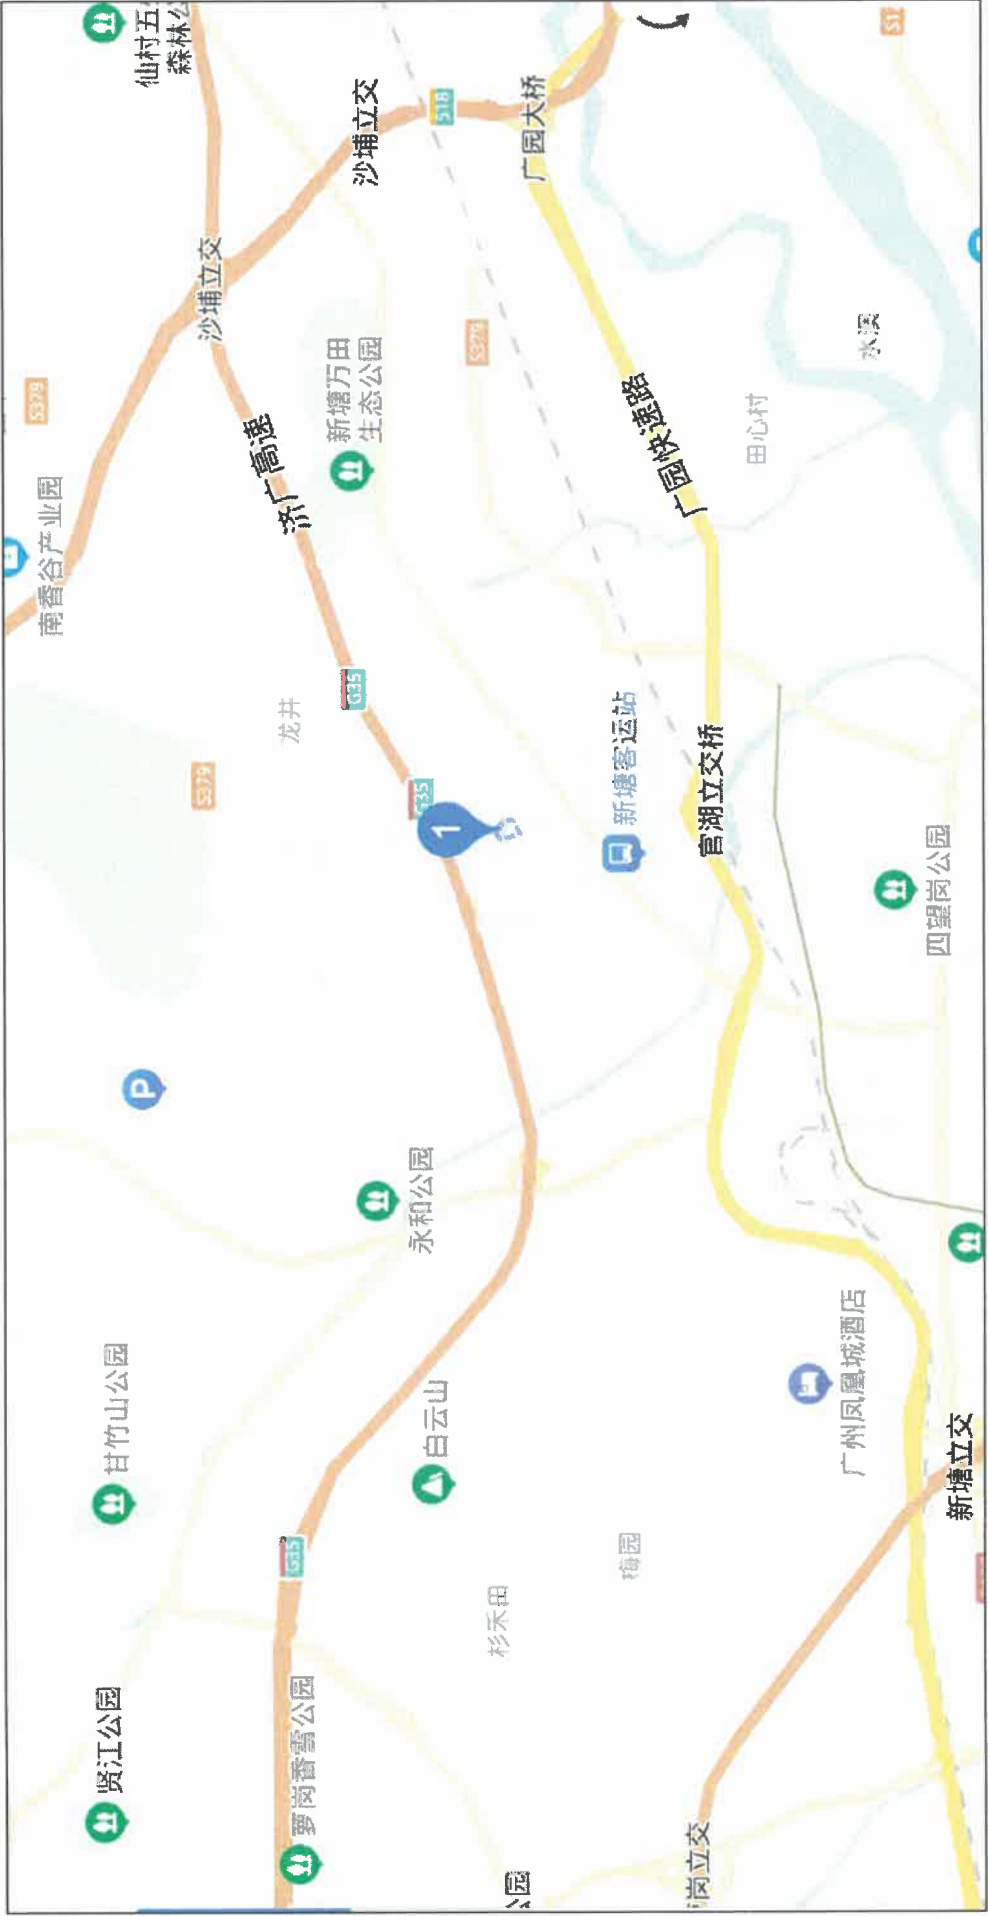 贤江公园
甘竹山公园
P
南香谷产业园
S379
仙村五
森林公
萝岗香雪公园
G35
S379
龙井
沙埔立交
济广高速
永和公园
白云山
G35
G35
1
新塘万田
生态公园
沙埔立交
S18
杉禾田
S379
公园
梅园
新塘客运站
广园大桥
岗立交
官湖立交桥
广园快速路
田心村
广州凤凰城酒店
水溪
新塘立交
四望岗公园